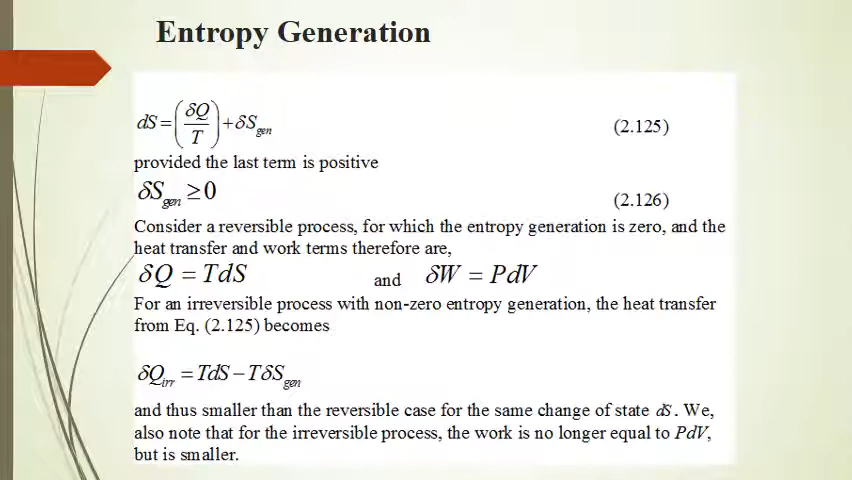 Entropy Generation
dS = (δQ/T) + δS_gen (2.125)
provided the last term is positive
δS_gen ≥ 0 (2.126)
Consider a reversible process, for which the entropy generation is zero, and the
heat transfer and work terms therefore are,
δQ = TdS and δW = PdV
For an irreversible process with non-zero entropy generation, the heat transfer
from Eq. (2.125) becomes
δQ_irr = TdS − TδS_gen
and thus smaller than the reversible case for the same change of state dS. We,
also note that for the irreversible process, the work is no longer equal to PdV,
but is smaller.